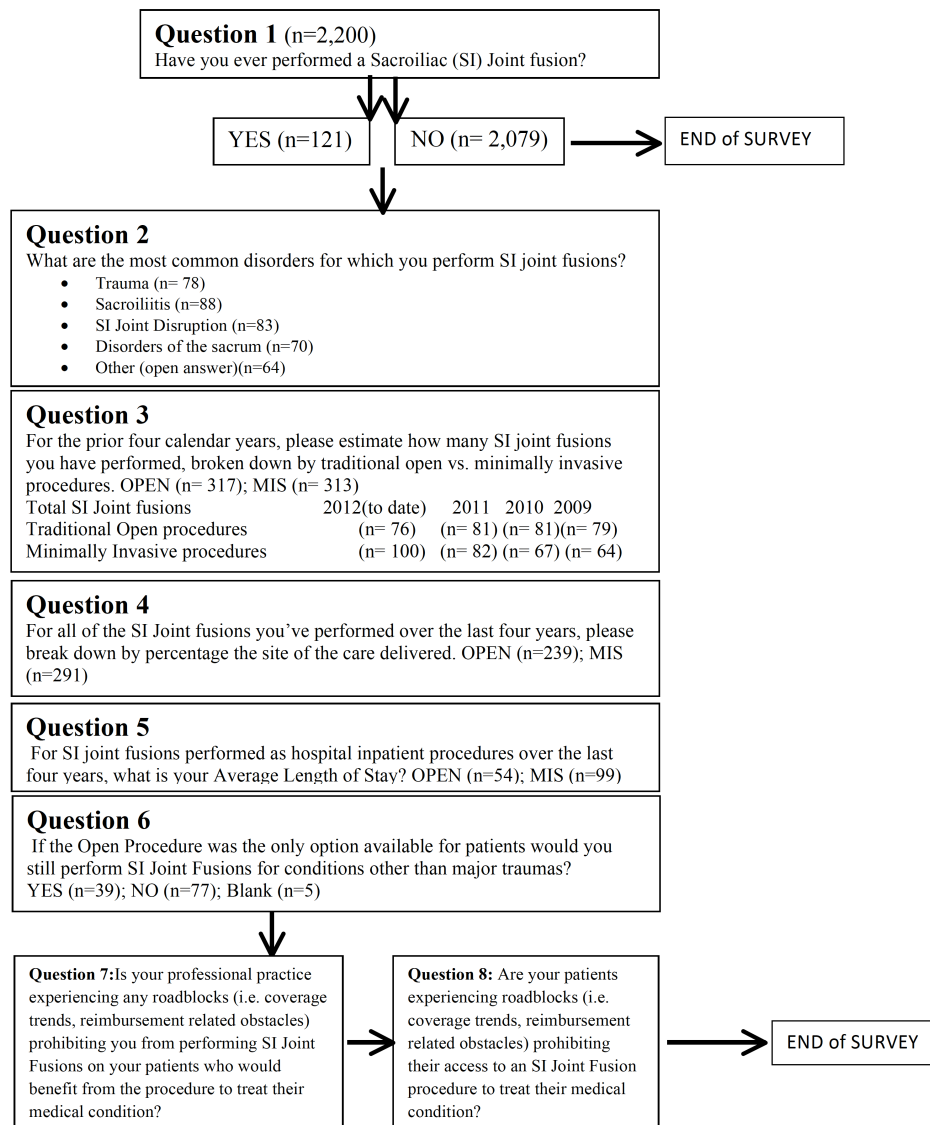 Question 1 (n=2,200)
Have you ever performed a Sacroiliac (SI) Joint fusion?
YES (n=121)
NO (n= 2,079)
END of SURVEY
Question 2
What are the most common disorders for which you perform SI joint fusions?
• Trauma (n= 78)
• Sacroiliitis (n=88)
• SI Joint Disruption (n=83)
• Disorders of the sacrum (n=70)
• Other (open answer)(n=64)
Question 3
For the prior four calendar years, please estimate how many SI joint fusions
you have performed, broken down by traditional open vs. minimally invasive
procedures. OPEN (n= 317); MIS (n= 313)
Total SI Joint fusions 2012(to date) 2011 2010 2009
Traditional Open procedures (n= 76) (n= 81) (n= 81)(n= 79)
Minimally Invasive procedures (n= 100) (n= 82) (n= 67) (n= 64)
Question 4
For all of the SI Joint fusions you’ve performed over the last four years, please
break down by percentage the site of the care delivered. OPEN (n=239); MIS
(n=291)
Question 5
For SI joint fusions performed as hospital inpatient procedures over the last
four years, what is your Average Length of Stay? OPEN (n=54); MIS (n=99)
Question 6
If the Open Procedure was the only option available for patients would you
still perform SI Joint Fusions for conditions other than major traumas?
YES (n=39); NO (n=77); Blank (n=5)
Question 7:Is your professional practice
experiencing any roadblocks (i.e. coverage
trends, reimbursement related obstacles)
prohibiting you from performing SI Joint
Fusions on your patients who would
benefit from the procedure to treat their
medical condition?
Question 8: Are your patients
experiencing roadblocks (i.e.
coverage trends, reimbursement
related obstacles) prohibiting
their access to an SI Joint Fusion
procedure to treat their medical
condition?
END of SURVEY